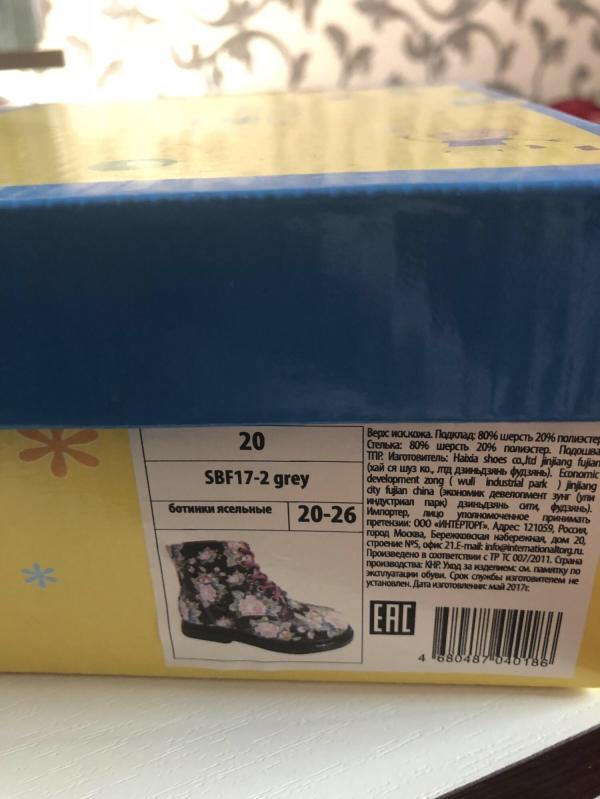 20
SBF17-2 grey
ботинки ясельные
20-26
Верх иск.кожа. Подклад: 80% шерсть 20% полиэстер.
Стелька: 80% шерсть 20% полиэстер. Подошва
ТПР. Изготовитель: Haixia shoes co.,ltd jinjiang fujian
(хай ся шуз ко., лтд дзиньдзянь фудзянь). Economic
development zong ( wuli industrial park ) jinjiang
city fujian china (экономик девелопмент зунг (ули
индустриал парк) дзиньдзянь сити, фудзянь).
Импортер, лицо уполномоченное принимать
претензии: ООО «ИНТЕРТОРГ». Адрес: 121059, Россия,
город Москва, Бережковская набережная, дом 20,
строение №5, офис 21. E-mail: info@internationaltorg.ru.
Произведено в соответствии с ТР ТС 007/2011. Страна
производства: КНР. Уход за изделием: см. памятку по
эксплуатации обуви. Срок службы изготовителем не
установлен. Дата изготовления: май 2017г.
EAC
4 680487 040186